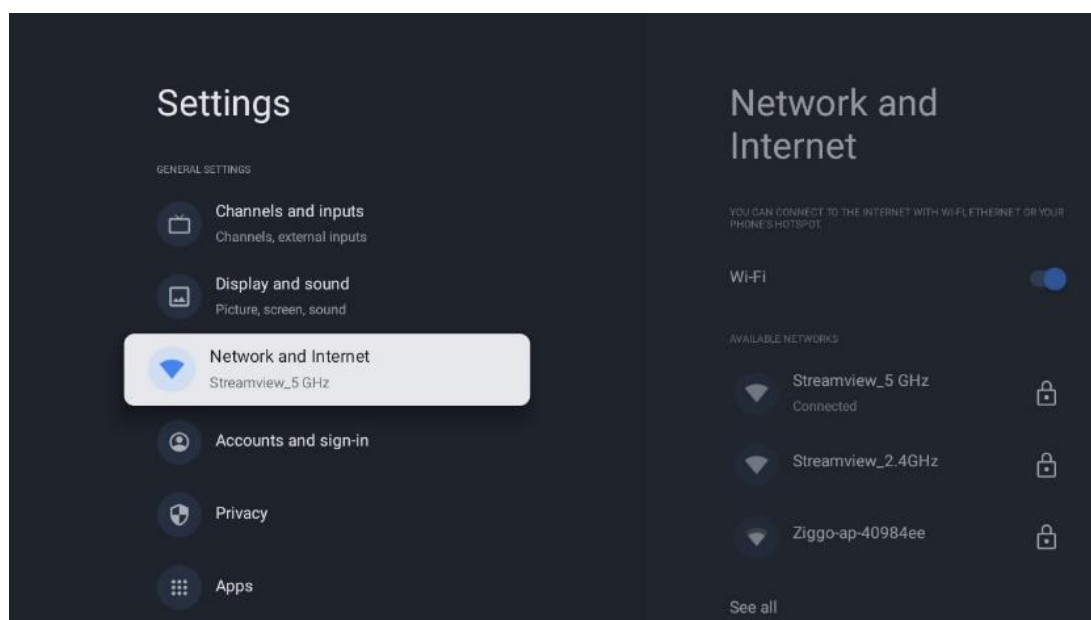 Settings
GENERAL SETTINGS
Channels and inputs
Channels, external inputs
Display and sound
Picture, screen, sound
Network and Internet
Streamview_5 GHz
Accounts and sign-in
Privacy
Apps
Network and
Internet
YOU CAN CONNECT TO THE INTERNET WITH WI-FI, ETHERNET OR YOUR
PHONE'S HOTSPOT.
Wi-Fi
AVAILABLE NETWORKS
Streamview_5 GHz
Connected
Streamview_2.4GHz
Ziggo-ap-40984ee
See all